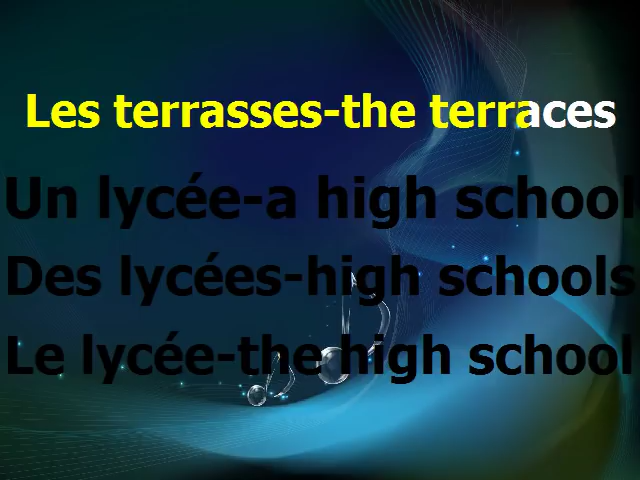 Les terrasses-the terraces
Un lycée-a high school
Des lycées-high schools
Le lycée-the high school